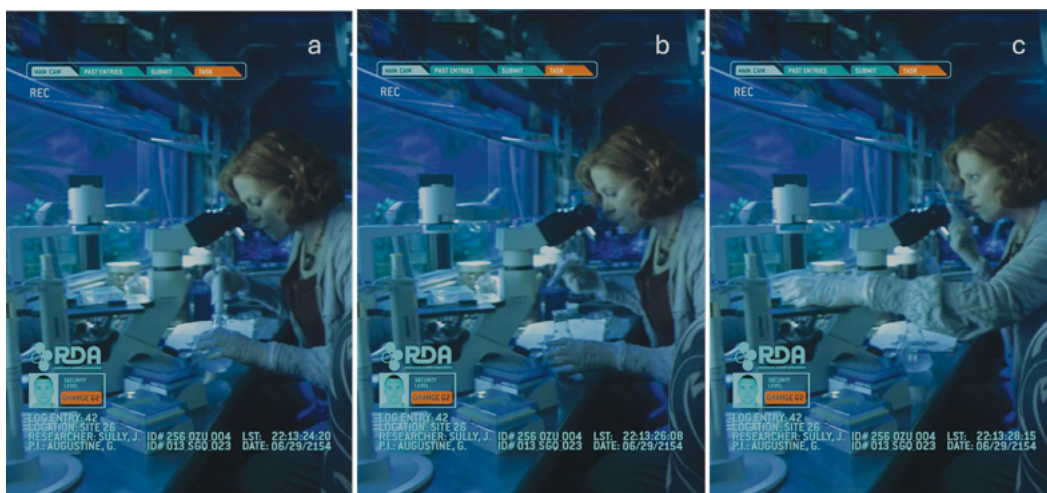 a
MAIN CAM PAST ENTRIES SUBMIT TASK
REC
RDA
SECURITY
LEVEL
ORANGE G2
LOG ENTRY: 42
LOCATION: SITE 26
RESEARCHER: SULLY, J. ID# 256 OZU 004 LST: 22:13:24:20
P.I.: AUGUSTINE, G. ID# 013 SGO 023 DATE: 06/29/2154
b
MAIN CAM PAST ENTRIES SUBMIT TASK
REC
RDA
SECURITY
LEVEL
ORANGE G2
LOG ENTRY: 42
LOCATION: SITE 26
RESEARCHER: SULLY, J. ID# 256 OZU 004 LST: 22:13:26:08
P.I.: AUGUSTINE, G. ID# 013 SGO 023 DATE: 06/29/2154
c
MAIN CAM PAST ENTRIES SUBMIT TASK
REC
RDA
SECURITY
LEVEL
ORANGE G2
LOG ENTRY: 42
LOCATION: SITE 26
RESEARCHER: SULLY, J. ID# 256 OZU 004 LST: 22:13:28:15
P.I.: AUGUSTINE, G. ID# 013 SGO 023 DATE: 06/29/2154